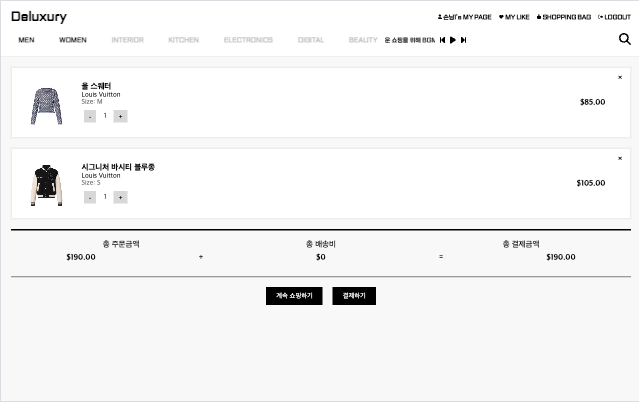 Deluxury
손님's MY PAGE MY LIKE SHOPPING BAG LOGOUT
MEN WOMEN INTERIOR KITCHEN ELECTRONICS DIGITAL BEAUTY 운 쇼핑을 위해 BGM
×
울 스웨터
Louis Vuitton
Size: M
- 1 +
$85.00
×
시그니처 바시티 블루종
Louis Vuitton
Size: S
- 1 +
$105.00
총 주문금액 총 배송비 총 결제금액
$190.00 + $0 = $190.00
계속 쇼핑하기 결제하기